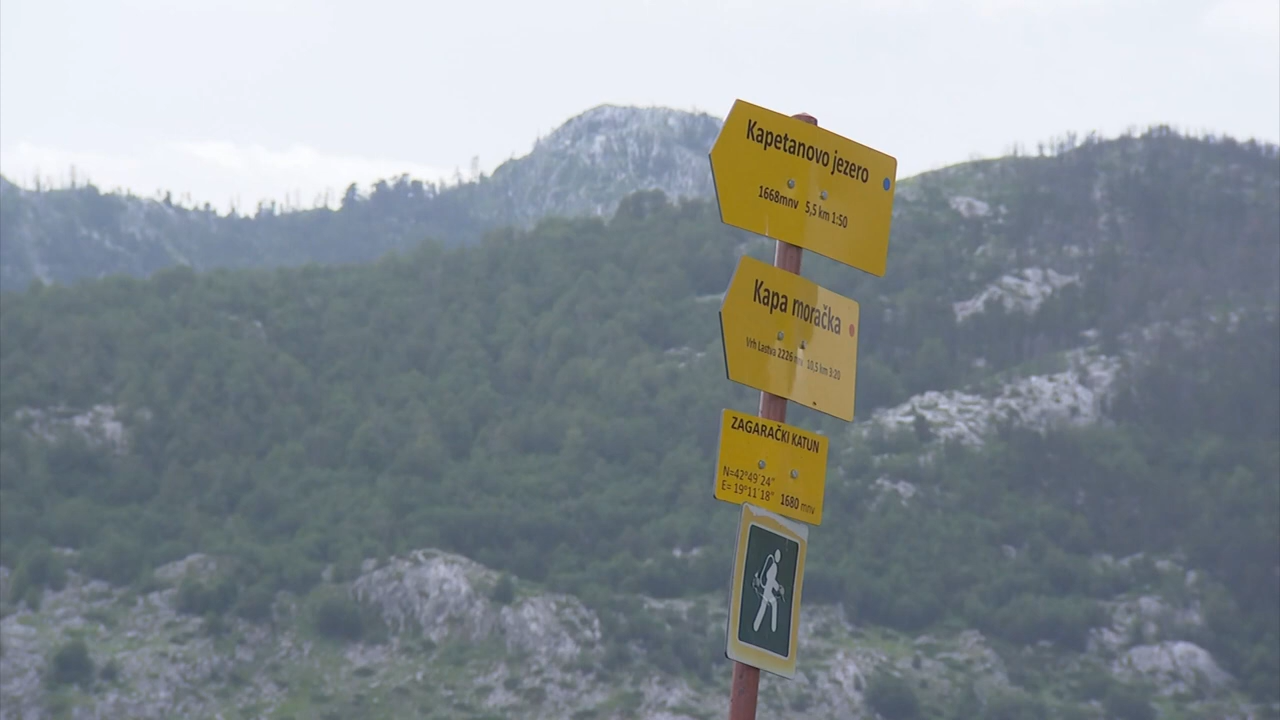 Kapetanovo jezero
1668mnv 5,5 km 1:50
Kapa moračka
Vrh Lastva 2226 mnv 10,5 km 3:20
ZAGARAČKI KATUN
N=42°49'24"
E= 19°11'18" 1680 mnv